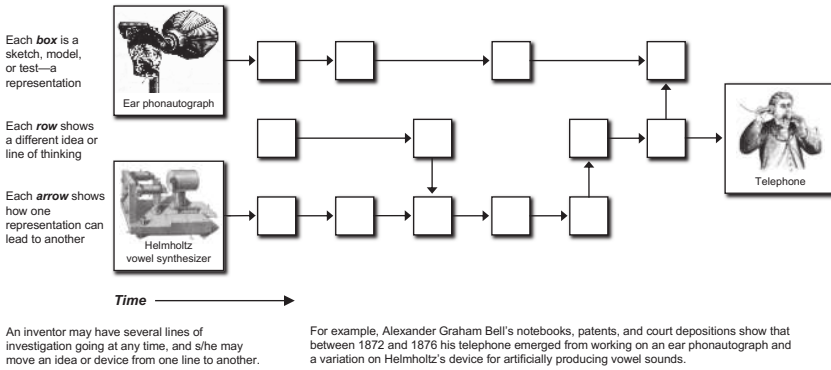 Each box is a
sketch, model,
or test—a
representation
Ear phonautograph
Each row shows
a different idea or
line of thinking
Each arrow shows
how one
representation can
lead to another
Helmholtz
vowel synthesizer
Telephone
Time
An inventor may have several lines of
investigation going at any time, and s/he may
move an idea or device from one line to another.
For example, Alexander Graham Bell's notebooks, patents, and court depositions show that
between 1872 and 1876 his telephone emerged from working on an ear phonautograph and
a variation on Helmholtz's device for artificially producing vowel sounds.